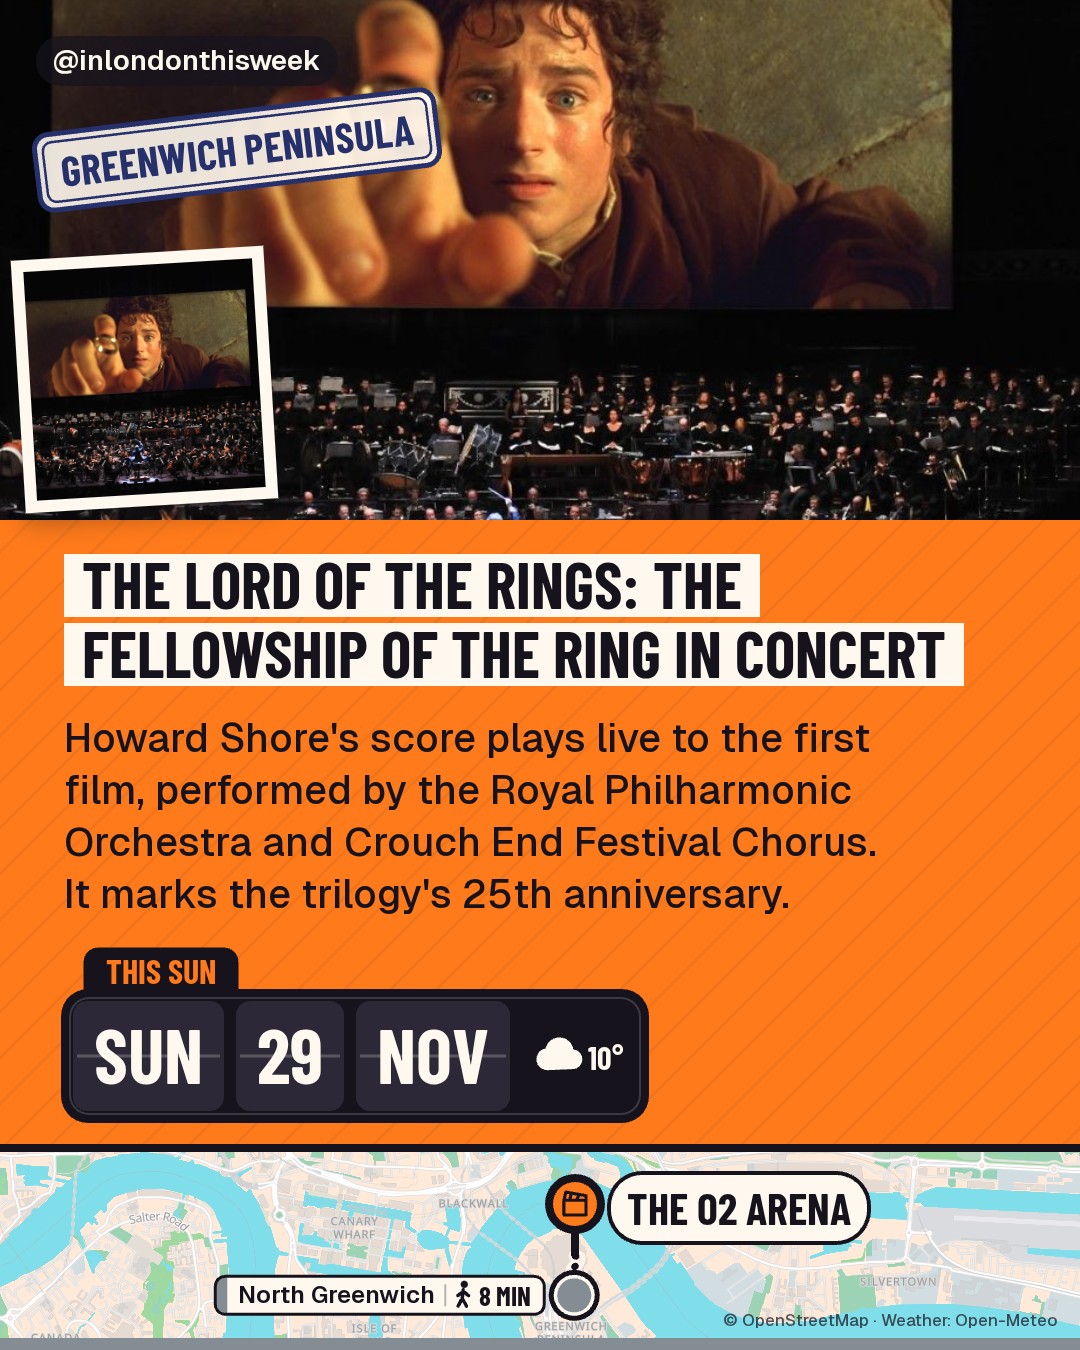 @inlondonthisweek
GREENWICH PENINSULA
THE LORD OF THE RINGS: THE
FELLOWSHIP OF THE RING IN CONCERT
Howard Shore's score plays live to the first
film, performed by the Royal Philharmonic
Orchestra and Crouch End Festival Chorus.
It marks the trilogy's 25th anniversary.
THIS SUN
SUN 29 NOV 10°
BLACKWALL
THE O2 ARENA
Salter Road
CANARY
WHARF
SILVERTOWN
North Greenwich 8 MIN
© OpenStreetMap · Weather: Open-Meteo
ISLE OF
GREENWICH
PENINSULA
CANADA